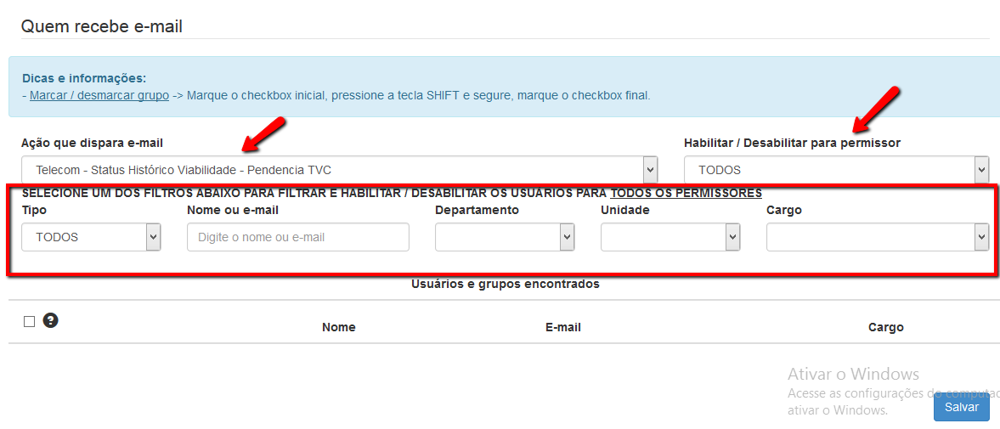 Quem recebe e-mail
Dicas e informações:
- Marcar / desmarcar grupo -> Marque o checkbox inicial, pressione a tecla SHIFT e segure, marque o checkbox final.
Ação que dispara e-mail
Habilitar / Desabilitar para permissor
Telecom - Status Histórico Viabilidade - Pendencia TVC
TODOS
SELECIONE UM DOS FILTROS ABAIXO PARA FILTRAR E HABILITAR / DESABILITAR OS USUÁRIOS PARA TODOS OS PERMISSORES
Tipo Nome ou e-mail Departamento Unidade Cargo
TODOS Digite o nome ou e-mail
Usuários e grupos encontrados
?
Nome E-mail Cargo
Ativar o Windows
Acesse as configurações do computad
ativar o Windows.
Salvar